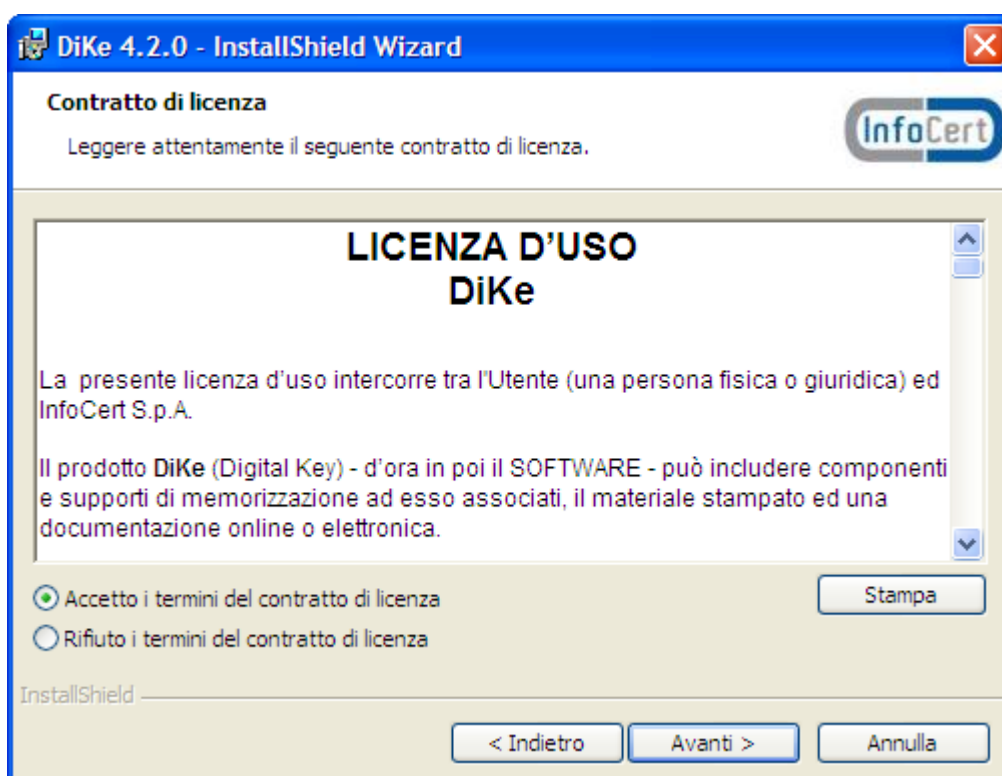 DiKe 4.2.0 - InstallShield Wizard
Contratto di licenza
Leggere attentamente il seguente contratto di licenza.
InfoCert
LICENZA D'USO
DiKe
La presente licenza d'uso intercorre tra l'Utente (una persona fisica o giuridica) ed
InfoCert S.p.A.
Il prodotto DiKe (Digital Key) - d'ora in poi il SOFTWARE - può includere componenti
e supporti di memorizzazione ad esso associati, il materiale stampato ed una
documentazione online o elettronica.
Accetto i termini del contratto di licenza
Stampa
Rifiuto i termini del contratto di licenza
InstallShield
< Indietro
Avanti >
Annulla